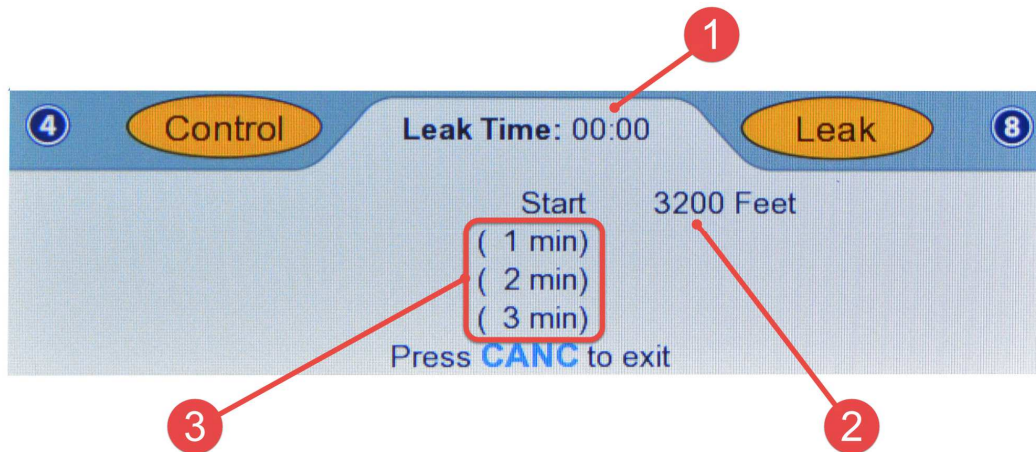 1
4 Control Leak Time: 00:00 Leak 8
Start 3200 Feet
( 1 min)
( 2 min)
( 3 min)
Press CANC to exit
3 2